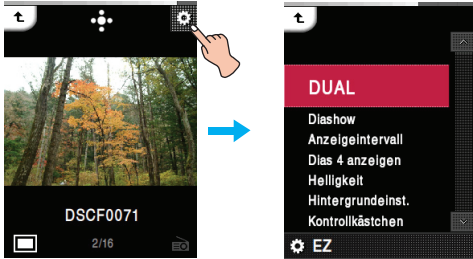 DSCF0071
2/16
DUAL
Diashow
Anzeigeintervall
Dias 4 anzeigen
Helligkeit
Hintergrundeinst.
Kontrollkästchen
EZ